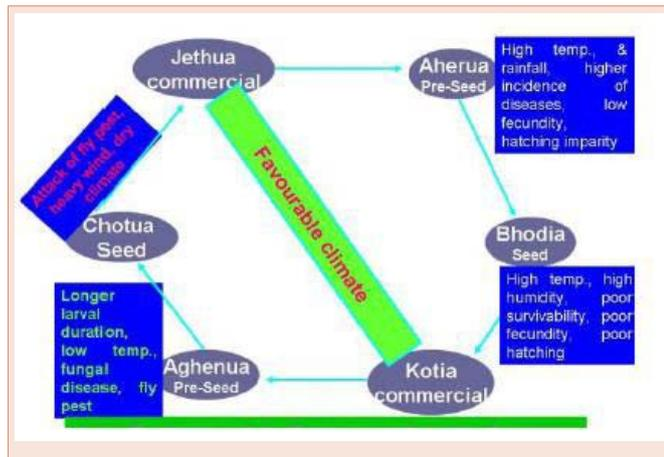 Jethua
commercial
Aherua
Pre-Seed
High temp., &
rainfall, higher
incidence of
diseases, low
fecundity,
hatching imparity
Attack of fly pest,
heavy wind, dry
climate
Favourable climate
Chotua
Seed
Bhodia
Seed
High temp., high
humidity, poor
survivability, poor
fecundity, poor
hatching
Longer
larval
duration,
low temp.,
fungal
disease, fly
pest
Aghenua
Pre-Seed
Kotia
commercial